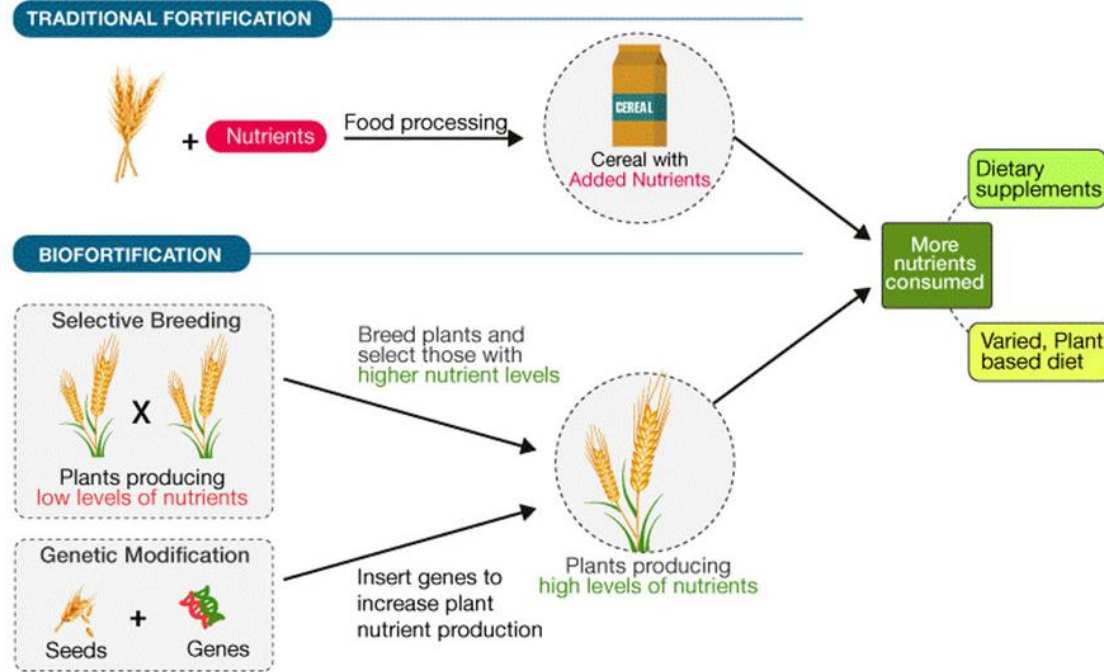 TRADITIONAL FORTIFICATION
+ Nutrients
Food processing
CEREAL
Cereal with
Added Nutrients
Dietary
supplements
More
nutrients
consumed
Varied, Plant
based diet
BIOFORTIFICATION
Selective Breeding
X
Plants producing
low levels of nutrients
Breed plants and
select those with
higher nutrient levels
Plants producing
high levels of nutrients
Genetic Modification
+
Seeds
Genes
Insert genes to
increase plant
nutrient production